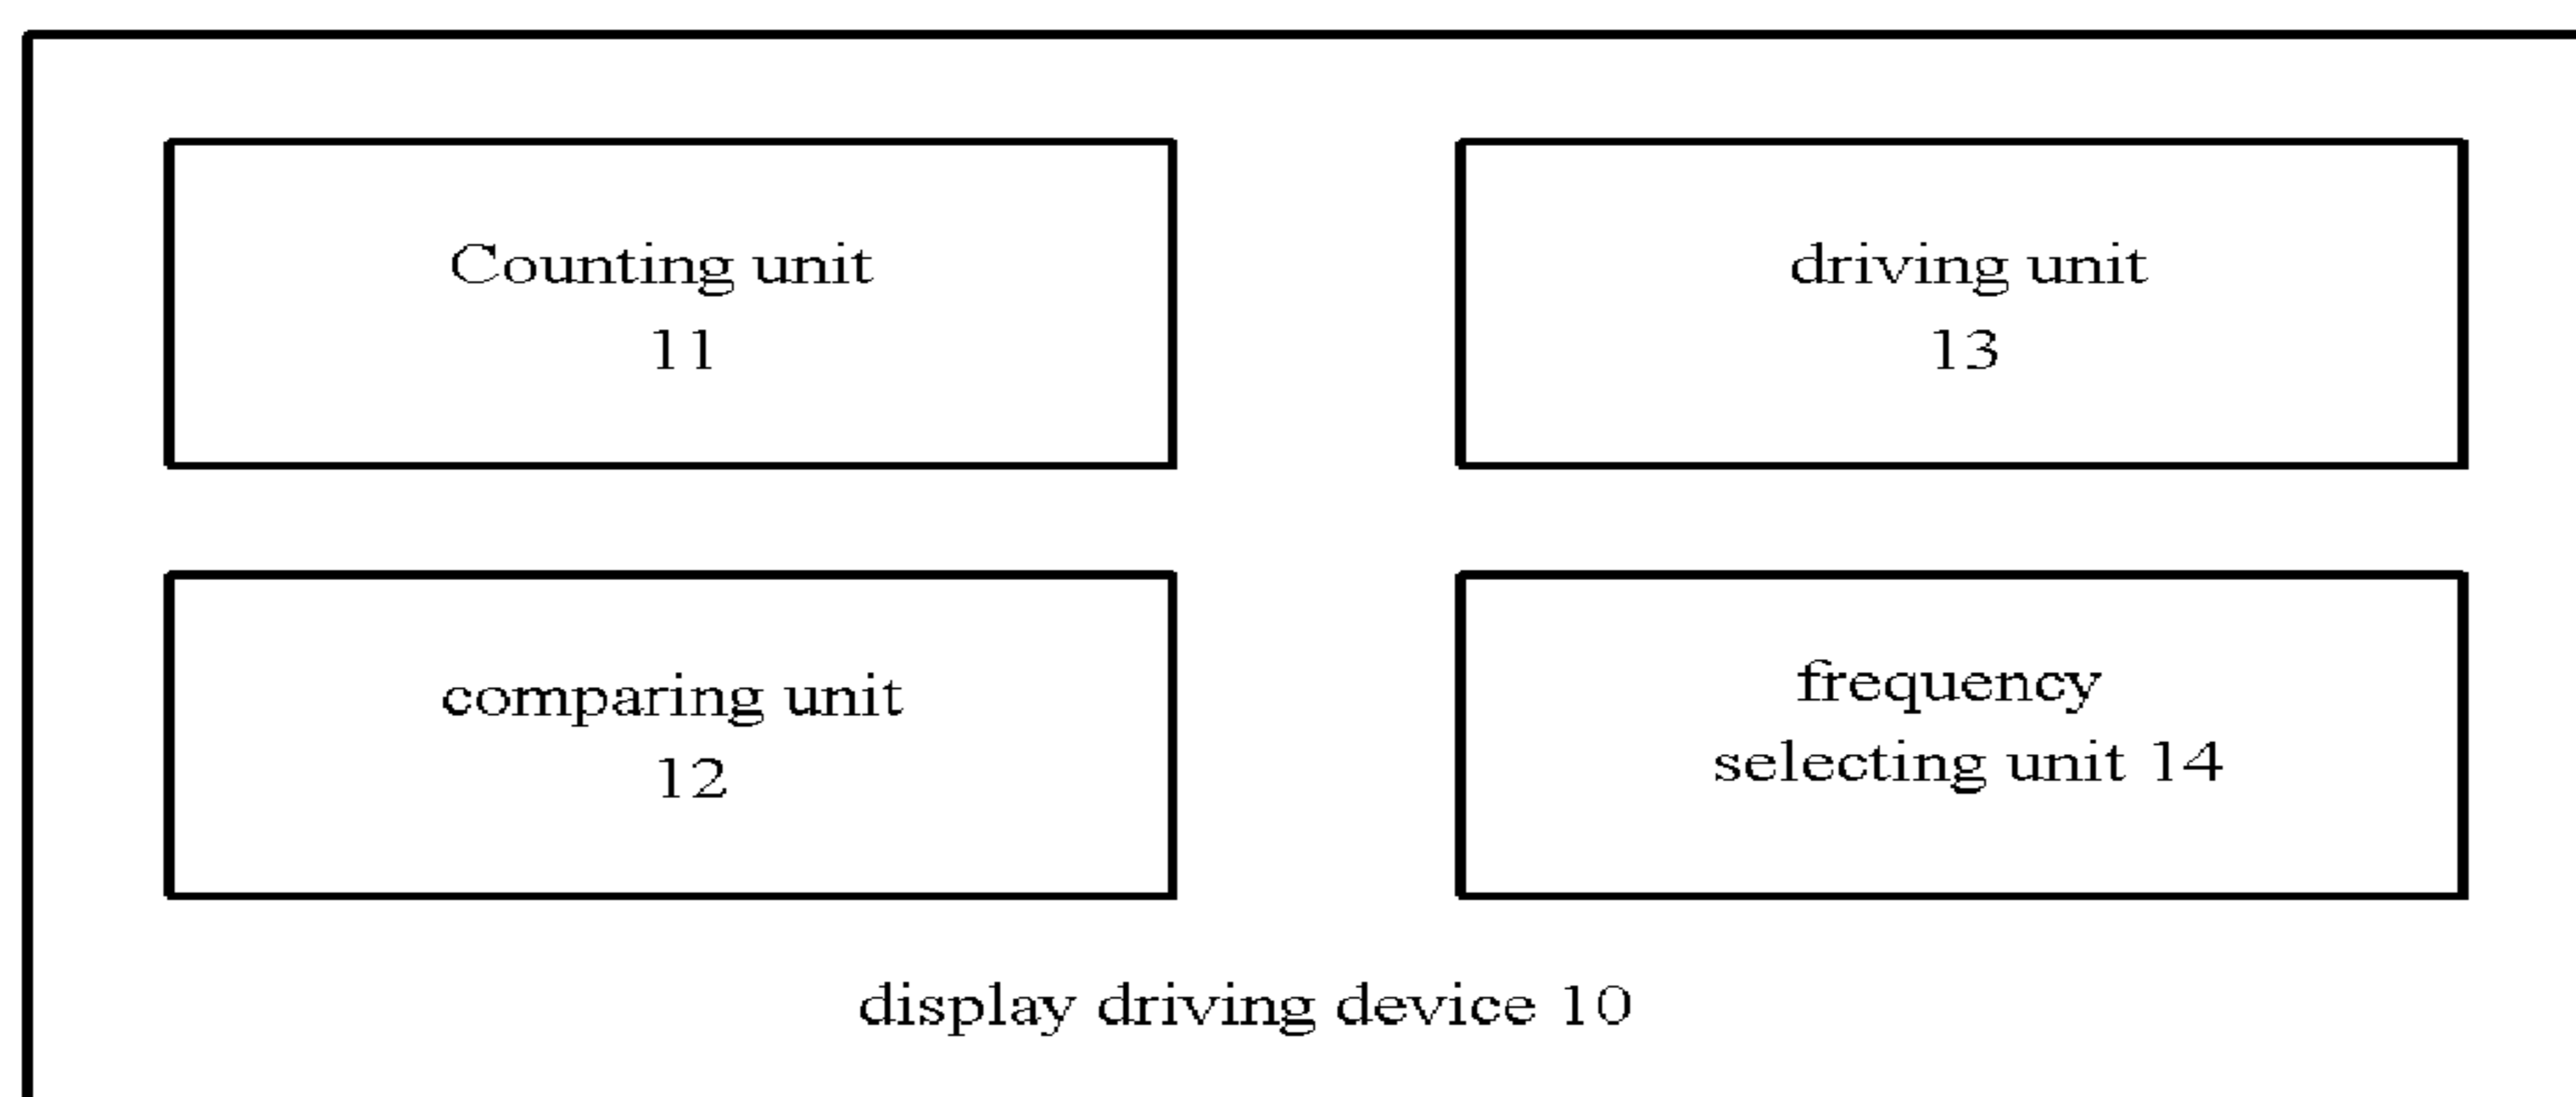 Counting unit
11
driving unit
13
comparing unit
12
frequency
selecting unit 14
display driving device 10